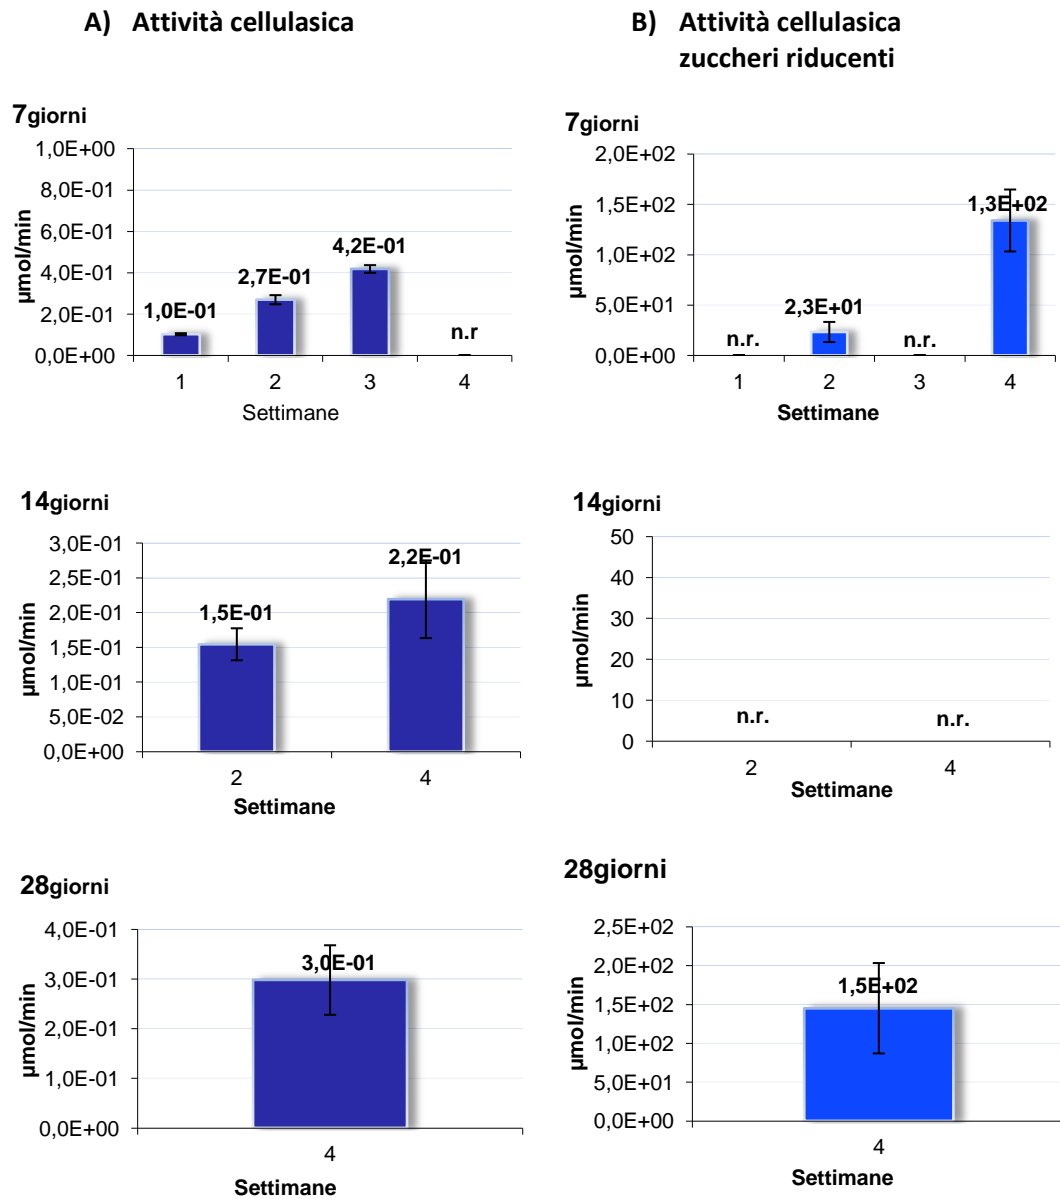 A) Attività cellulasica
7giorni
1,0E+00
8,0E-01
6,0E-01
4,0E-01
2,0E-01
0,0E+00
µmol/min
1,0E-01
2,7E-01
4,2E-01
n.r
1 2 3 4
Settimane
B) Attività cellulasica
zuccheri riducenti
7giorni
2,0E+02
1,5E+02
1,0E+02
5,0E+01
0,0E+00
µmol/min
n.r.
2,3E+01
n.r.
1,3E+02
1 2 3 4
Settimane
14giorni
3,0E-01
2,5E-01
2,0E-01
1,5E-01
1,0E-01
5,0E-02
0,0E+00
µmol/min
1,5E-01
2,2E-01
2 4
Settimane
14giorni
50
40
30
20
10
0
µmol/min
n.r.
n.r.
2 4
Settimane
28giorni
4,0E-01
3,0E-01
2,0E-01
1,0E-01
0,0E+00
µmol/min
3,0E-01
4
Settimane
28giorni
2,5E+02
2,0E+02
1,5E+02
1,0E+02
5,0E+01
0,0E+00
µmol/min
1,5E+02
4
Settimane